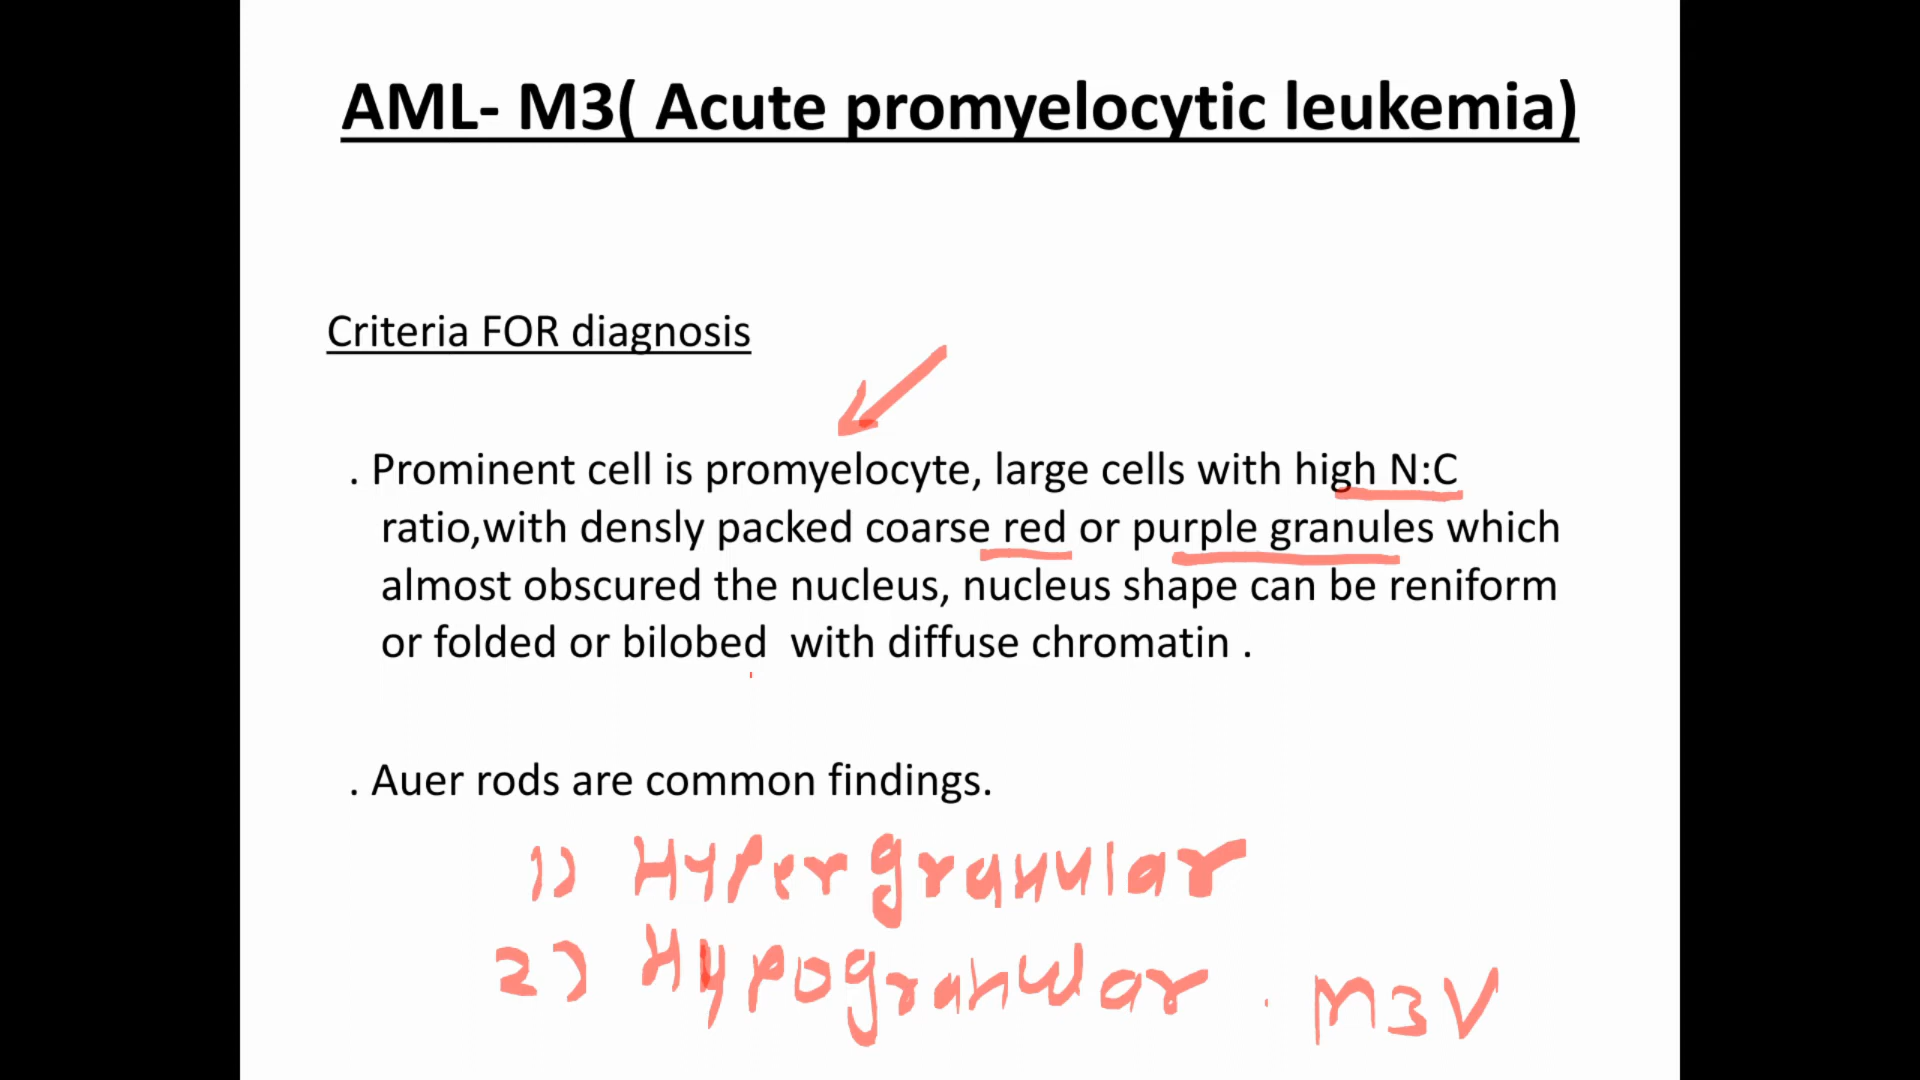 AML- M3( Acute promyelocytic leukemia)
Criteria FOR diagnosis
. Prominent cell is promyelocyte, large cells with high N:C
ratio,with densly packed coarse red or purple granules which
almost obscured the nucleus, nucleus shape can be reniform
or folded or bilobed with diffuse chromatin .
. Auer rods are common findings.
1) Hypergranular
2) Hypogranular . M3V